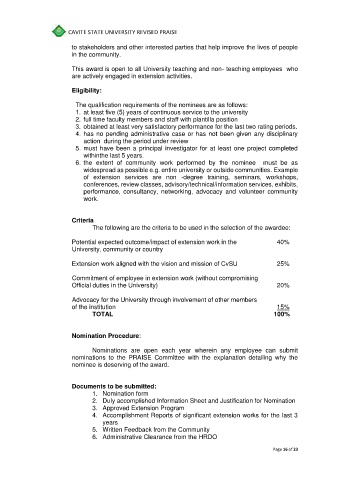 CAVITE STATE UNIVERSITY REVISED PRAISE
to stakeholders and other interested parties that help improve the lives of people
in the community.
This award is open to all University teaching and non- teaching employees who
are actively engaged in extension activities.
Eligibility:
The qualification requirements of the nominees are as follows:
1. at least five (5) years of continuous service to the university
2. full time faculty members and staff with plantilla position
3. obtained at least very satisfactory performance for the last two rating periods.
4. has no pending administrative case or has not been given any disciplinary
action during the period under review
5. must have been a principal investigator for at least one project completed
withinthe last 5 years.
6. the extent of community work performed by the nominee must be as
widespread as possible e.g. entire university or outside communities. Example
of extension services are non -degree training, seminars, workshops,
conferences, review classes, advisory/technical/information services, exhibits,
performance, consultancy, networking, advocacy and volunteer community
work.
Criteria
The following are the criteria to be used in the selection of the awardee:
Potential expected outcome/impact of extension work in the 40%
University, community or country
Extension work aligned with the vision and mission of CvSU 25%
Commitment of employee in extension work (without compromising
Official duties in the University) 20%
Advocacy for the University through involvement of other members
of the institution 15%
TOTAL 100%
Nomination Procedure:
Nominations are open each year wherein any employee can submit
nominations to the PRAISE Committee with the explanation detailing why the
nominee is deserving of the award.
Documents to be submitted:
1. Nomination form
2. Duly accomplished Information Sheet and Justification for Nomination
3. Approved Extension Program
4. Accomplishment Reports of significant extension works for the last 3
years
5. Written Feedback from the Community
6. Administrative Clearance from the HRDO
Page 16 of 23